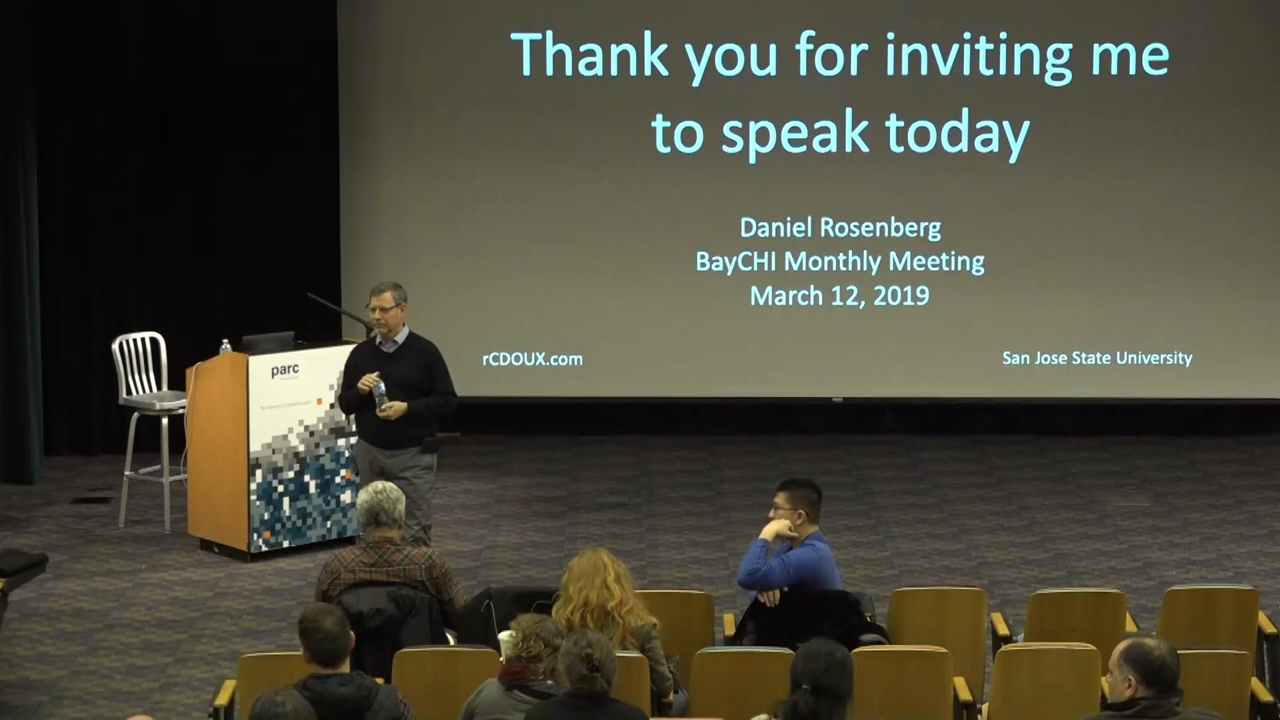 Thank you for inviting me
to speak today
Daniel Rosenberg
BayCHI Monthly Meeting
March 12, 2019
rCDOUX.com
San Jose State University
parc